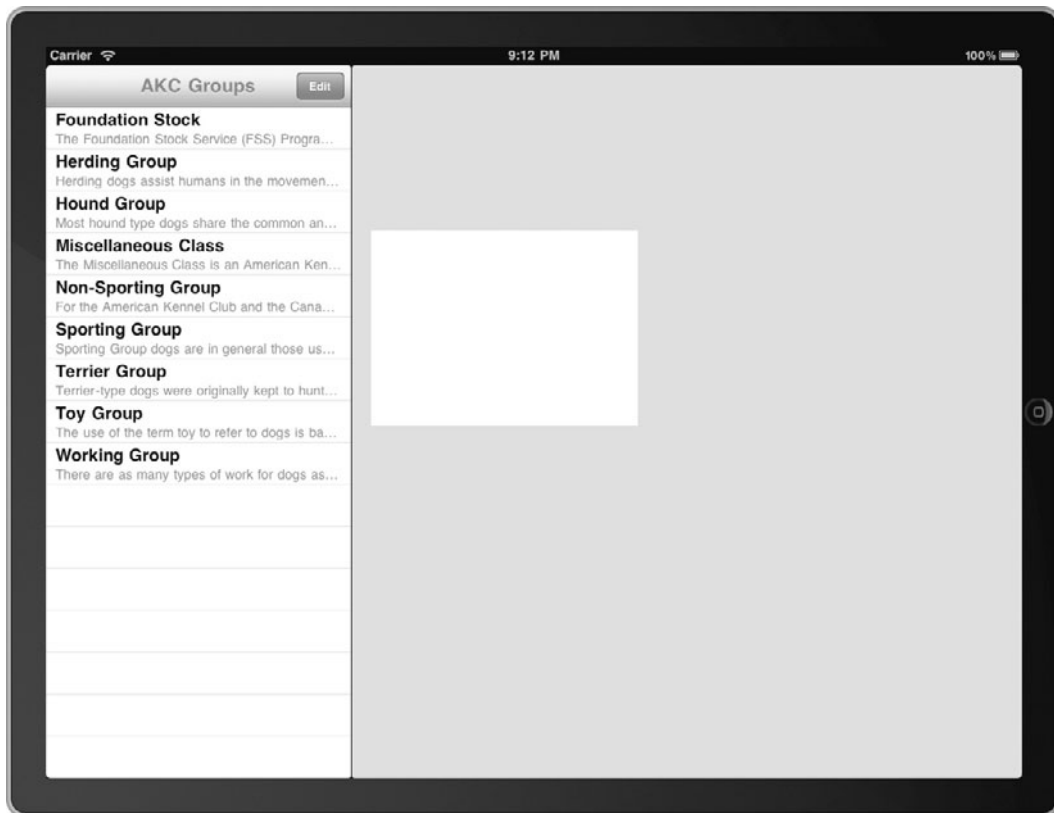 Carrier 9:12 PM 100%
AKC Groups Edit
Foundation Stock
The Foundation Stock Service (FSS) Progra...
Herding Group
Herding dogs assist humans in the movemen...
Hound Group
Most hound type dogs share the common an...
Miscellaneous Class
The Miscellaneous Class is an American Ken...
Non-Sporting Group
For the American Kennel Club and the Cana...
Sporting Group
Sporting Group dogs are in general those us...
Terrier Group
Terrier-type dogs were originally kept to hunt...
Toy Group
The use of the term toy to refer to dogs is ba...
Working Group
There are as many types of work for dogs as...